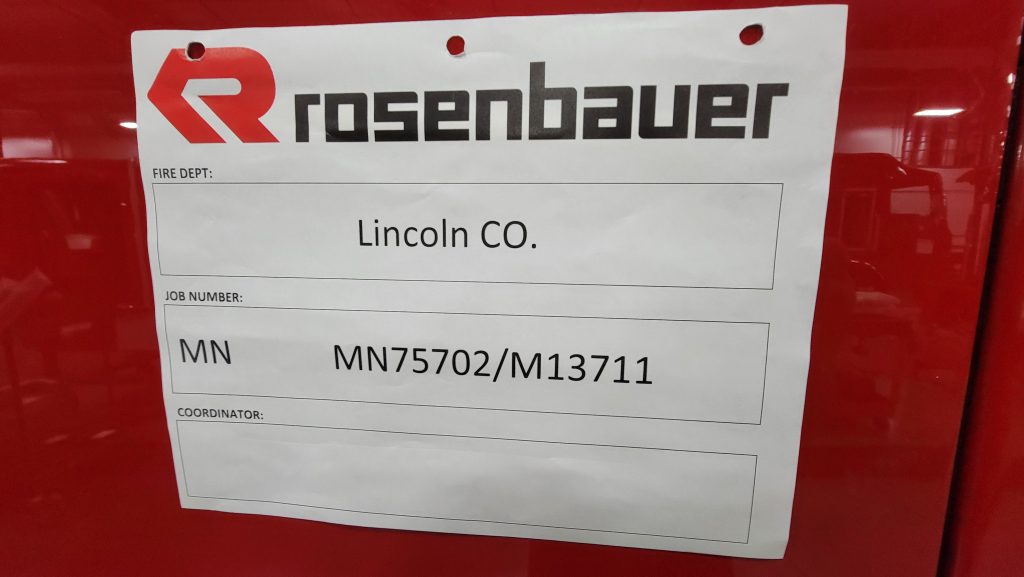 rosenbauer
FIRE DEPT:
Lincoln CO.
JOB NUMBER:
MN MN75702/M13711
COORDINATOR: